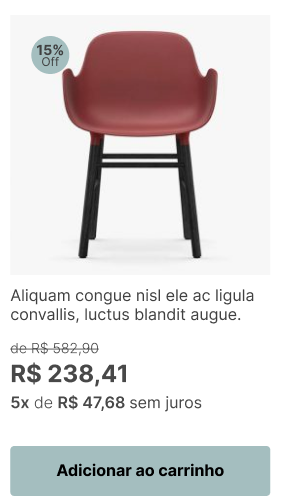 15%
Off
Aliquam congue nisl ele ac ligula
convallis, luctus blandit augue.
de R$ 582,90
R$ 238,41
5x de R$ 47,68 sem juros
Adicionar ao carrinho